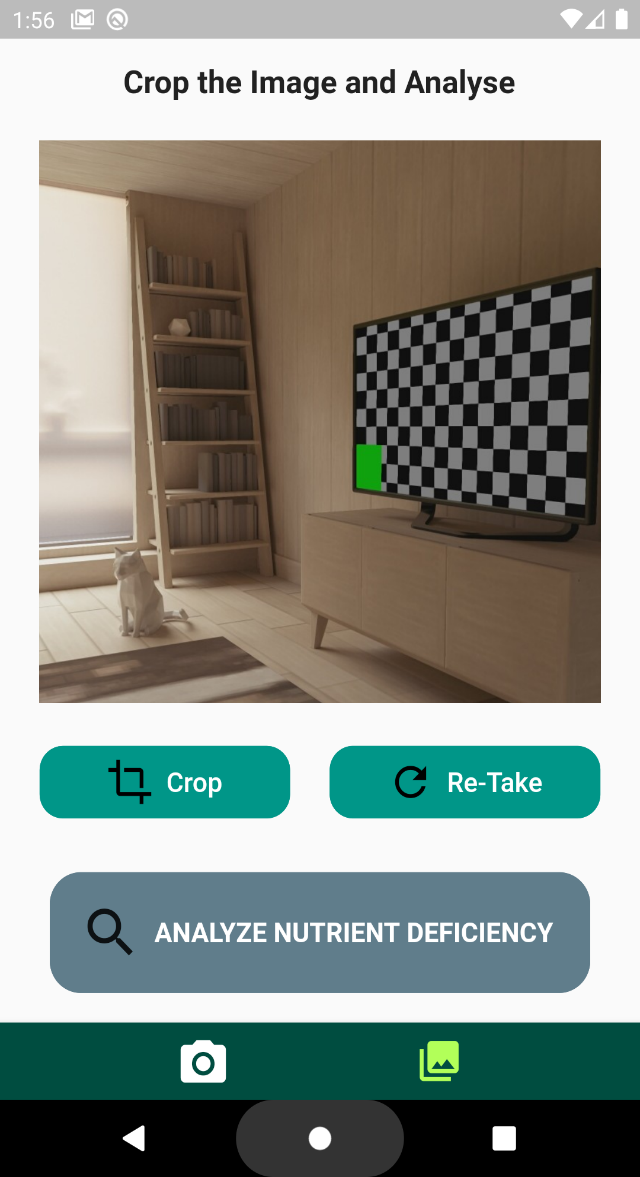 1:56
Crop the Image and Analyse
Crop
Re-Take
ANALYZE NUTRIENT DEFICIENCY